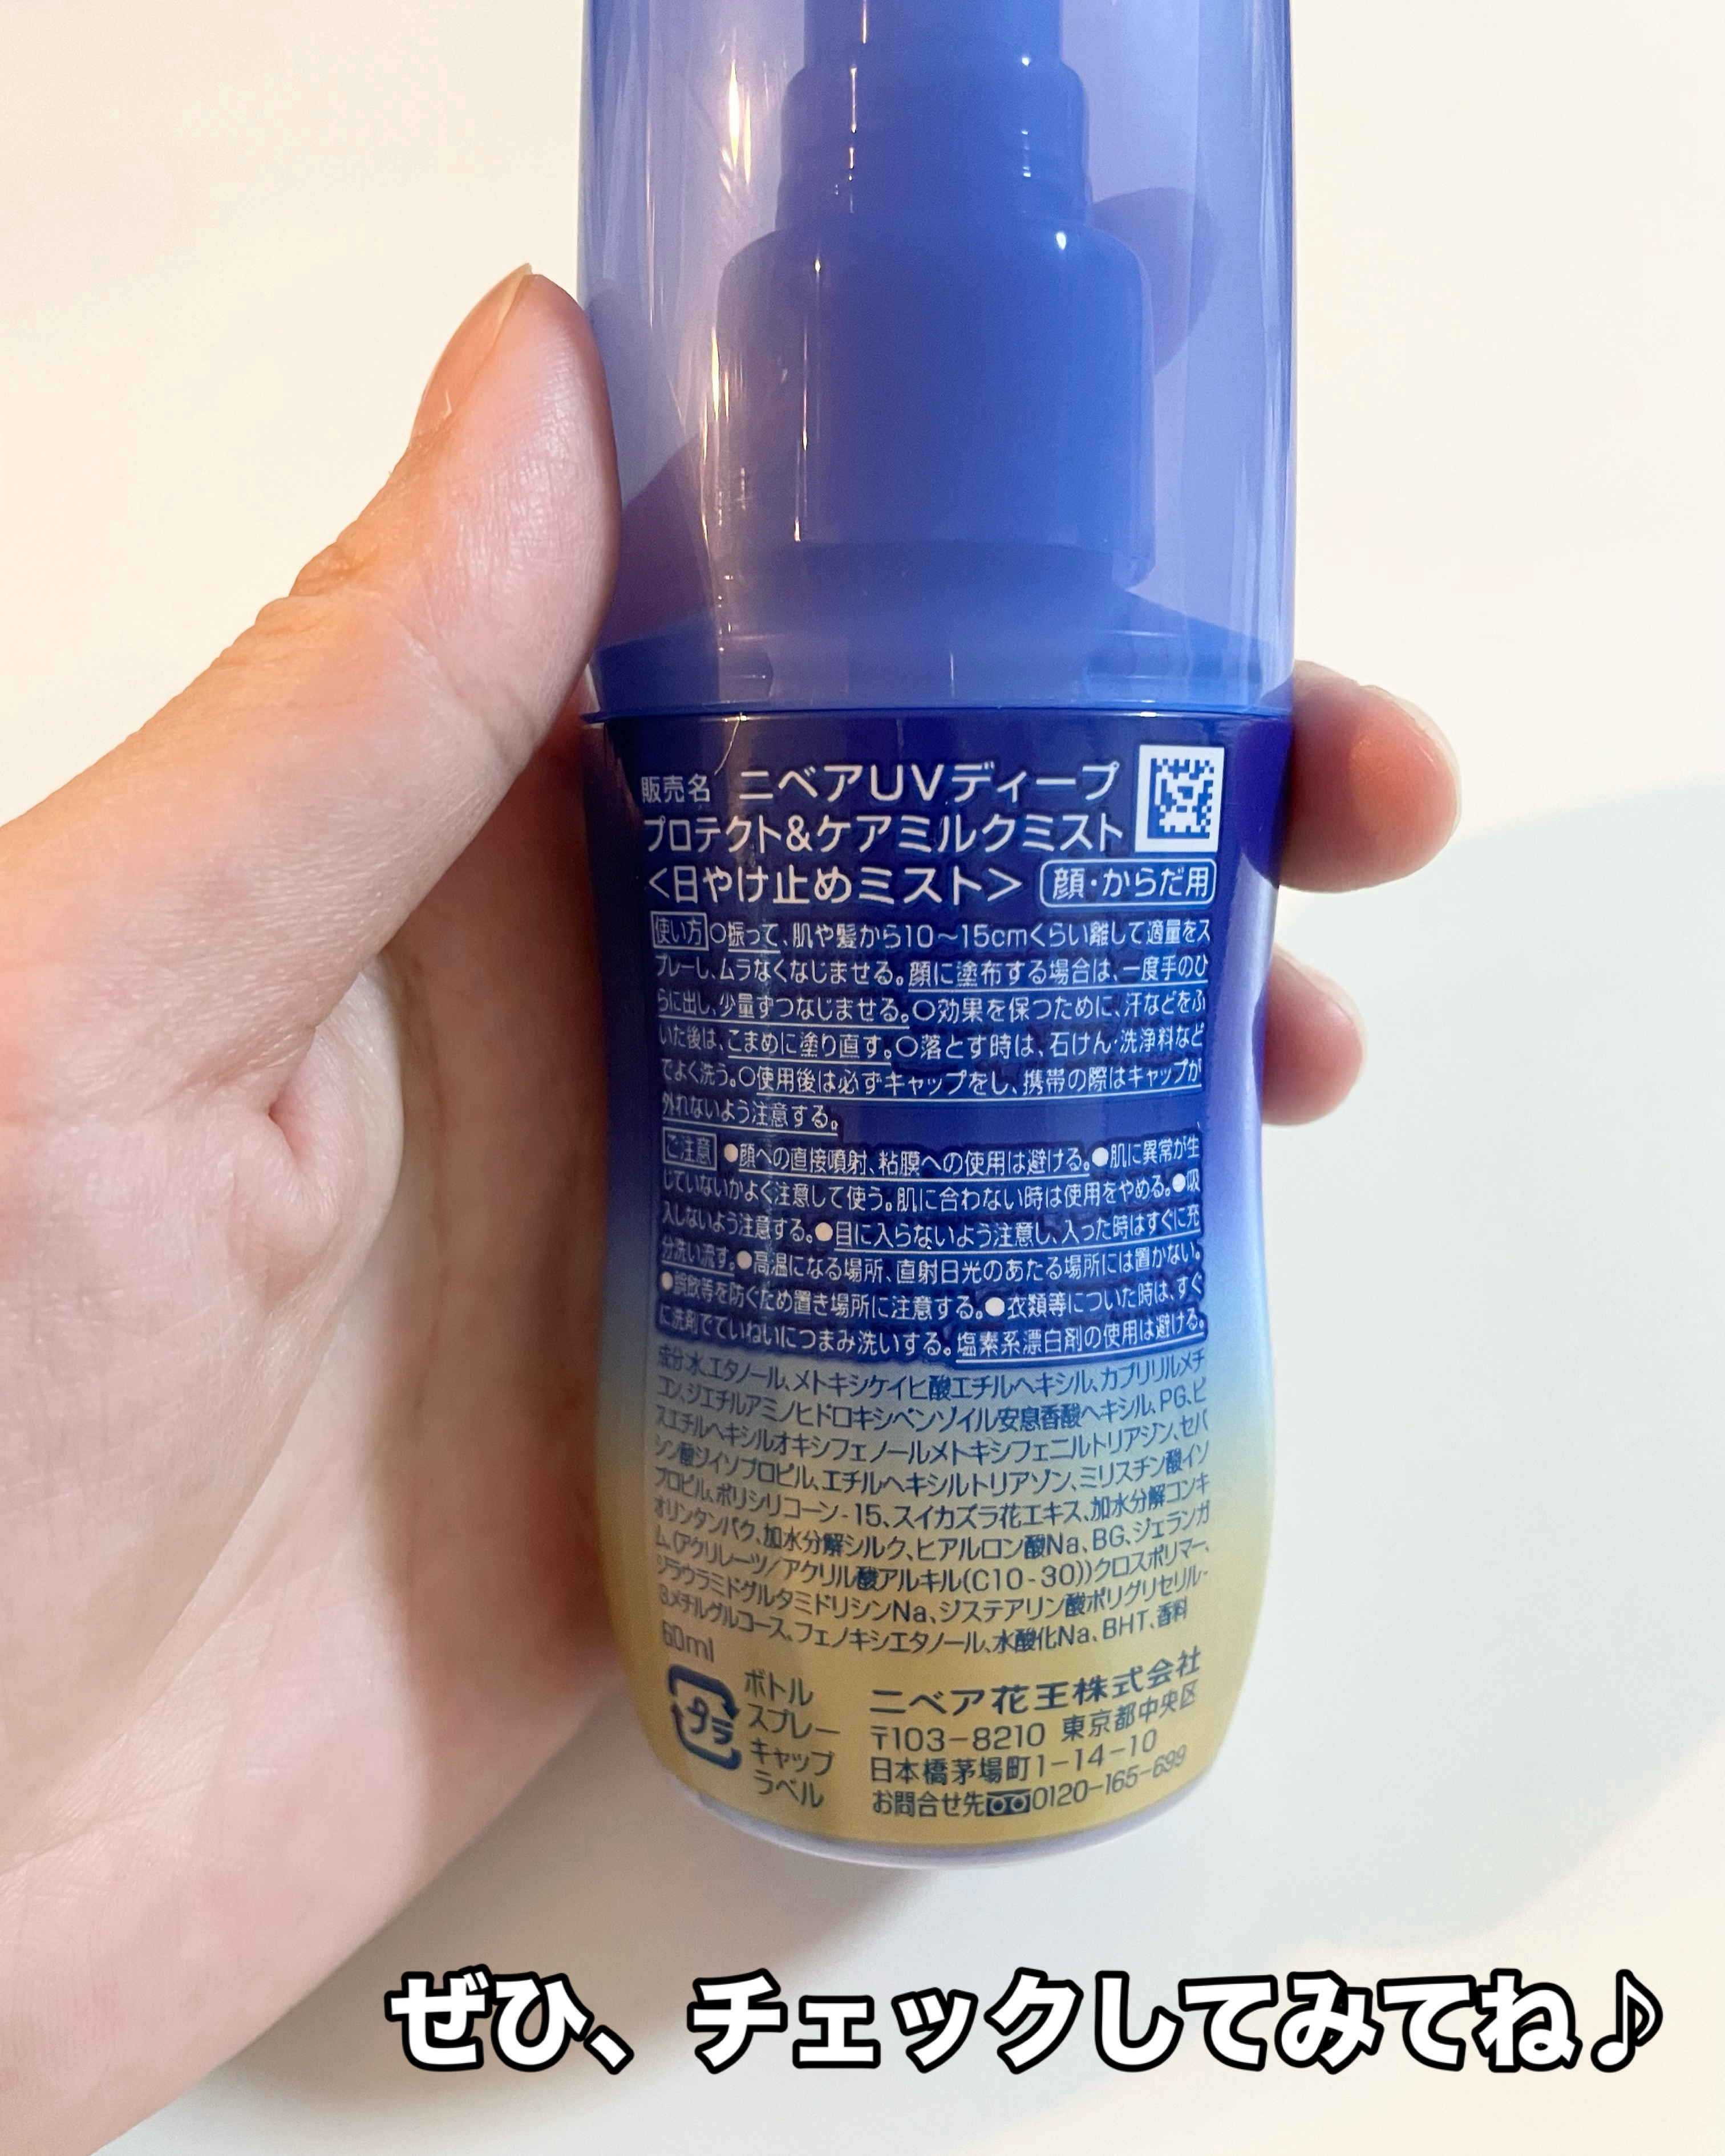 販売名 ニベアUVディープ
プロテクト&ケアミルクミスト
<日やけ止めミスト> 顔・からだ用
使い方 ○振って、肌や髪から10〜15cmくらい離して適量をス
プレーし、ムラなくなじませる。顔に塗布する場合は、一度手のひ
らに出し、少量ずつなじませる。○効果を保つために、汗などをふ
いた後は、こまめに塗り直す。○落とす時は、石けん・洗浄料など
でよく洗う。○使用後は必ずキャップをし、携帯の際はキャップが
外れないよう注意する。
ご注意 ●顔への直接噴射、粘膜への使用は避ける。●肌に異常が生
じていないかよく注意して使う。肌に合わない時は使用をやめる。●吸
入しないよう注意する。●目に入らないよう注意し、入った時はすぐに充
分洗い流す。●高温になる場所、直射日光のあたる場所には置かない。
●誤飲等を防ぐため置き場所に注意する。●衣類等についた時は、すぐ
に洗剤でていねいにつまみ洗いする。塩素系漂白剤の使用は避ける。
成分:水、エタノール、メトキシケイヒ酸エチルヘキシル、カプリリルメチ
コン、ジエチルアミノヒドロキシベンゾイル安息香酸ヘキシル、PG、ビ
スエチルヘキシルオキシフェノールメトキシフェニルトリアジン、セバ
シン酸ジイソプロピル、エチルヘキシルトリアゾン、ミリスチン酸イソ
プロピル、ポリシリコーン-15、スイカズラ花エキス、加水分解コンキ
オリンタンパク、加水分解シルク、ヒアルロン酸Na、BG、ジェランガ
ム、(アクリレーツ/アクリル酸アルキル(C10-30))クロスポリマー、
ジラウラミドグルタミドリシンNa、ジステアリン酸ポリグリセリル-
3メチルグルコース、フェノキシエタノール、水酸化Na、BHT、香料
60ml
プラ
ボトル
スプレー
キャップ
ラベル
ニベア花王株式会社
〒103-8210 東京都中央区
日本橋茅場町1-14-10
お問合せ先0120-165-699
ぜひ、チェックしてみてね♪